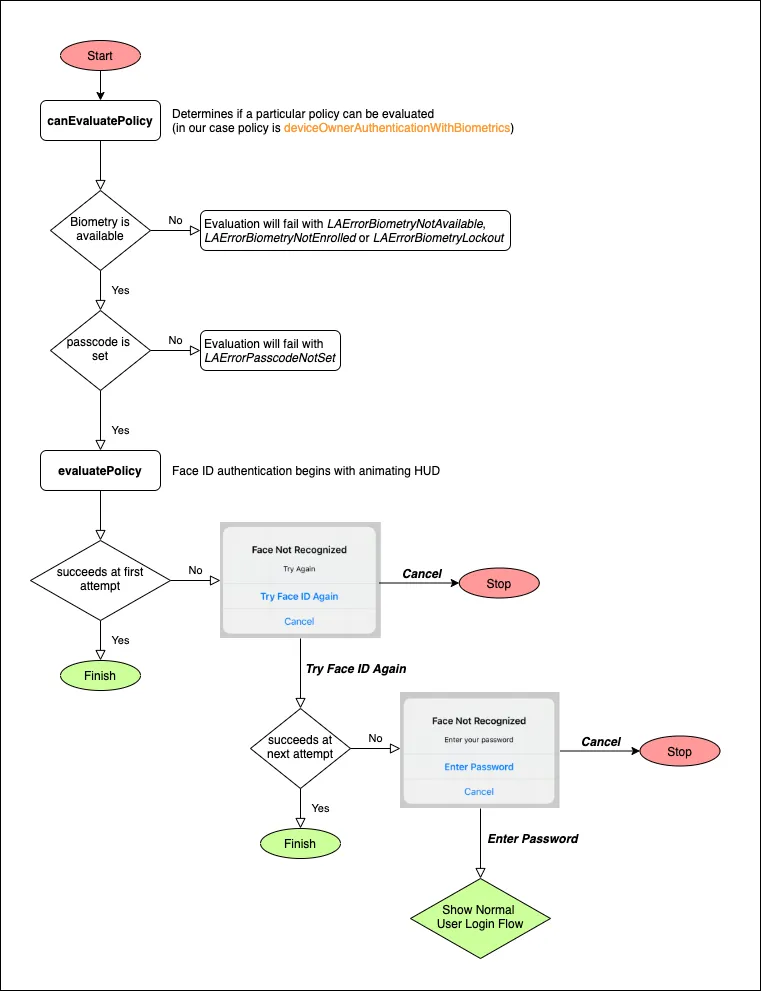 Start
canEvaluatePolicy
Determines if a particular policy can be evaluated
(in our case policy is deviceOwnerAuthenticationWithBiometrics)
Biometry is
available
No
Evaluation will fail with LAErrorBiometryNotAvailable,
LAErrorBiometryNotEnrolled or LAErrorBiometryLockout
Yes
passcode is
set
No
Evaluation will fail with
LAErrorPasscodeNotSet
Yes
evaluatePolicy
Face ID authentication begins with animating HUD
succeeds at first
attempt
No
Face Not Recognized
Try Again
Try Face ID Again
Cancel
Cancel
Stop
Yes
Finish
Try Face ID Again
succeeds at
next attempt
No
Face Not Recognized
Enter your password
Enter Password
Cancel
Cancel
Stop
Yes
Finish
Enter Password
Show Normal
User Login Flow